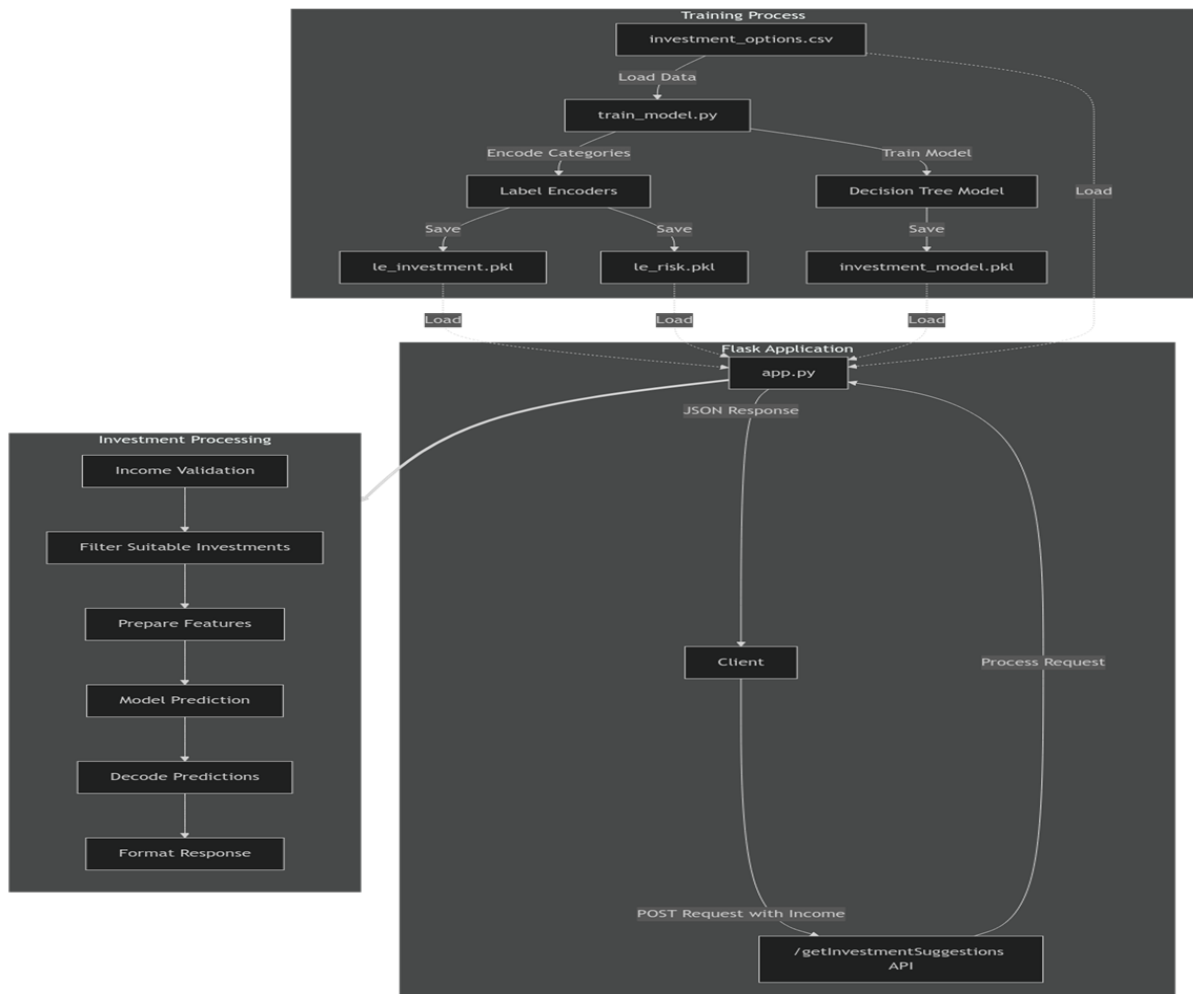 Training Process
investment_options.csv
Load Data
train_model.py
Encode Categories
Train Model
Label Encoders
Decision Tree Model
Load
Save
Save
Save
le_investment.pkl
le_risk.pkl
investment_model.pkl
Load
Load
Load
Flask Application
app.py
JSON Response
Investment Processing
Income Validation
Filter Suitable Investments
Prepare Features
Client
Process Request
Model Prediction
Decode Predictions
Format Response
POST Request with Income
/getInvestmentSuggestions
API